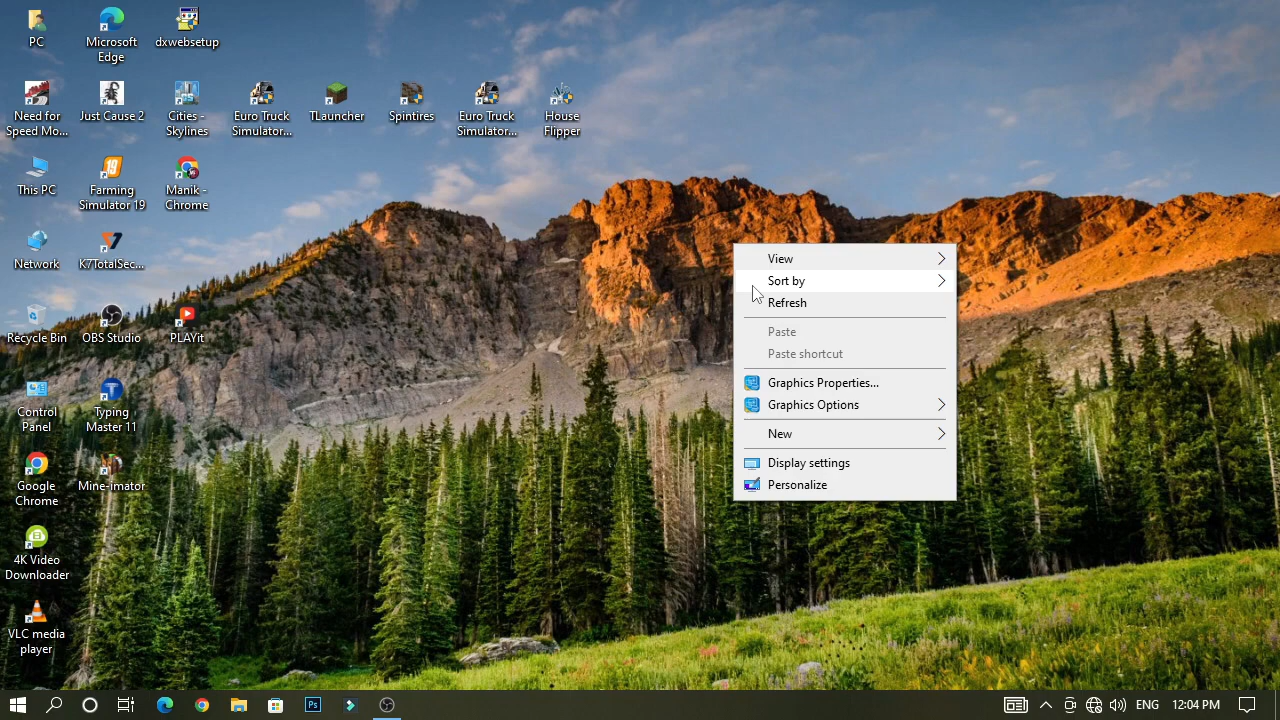 PC
Microsoft
Edge
dxwebsetup
Need for
Speed Mo...
Just Cause 2
Cities -
Skylines
Euro Truck
Simulator...
TLauncher
Spintires
Euro Truck
Simulator...
House
Flipper
This PC
19
Farming
Simulator 19
Manik -
Chrome
Network
K7TotalSec...
Recycle Bin
OBS Studio
PLAYit
Control
Panel
Typing
Master 11
Google
Chrome
Mine-imator
4K Video
Downloader
VLC media
player
View
Sort by
Refresh
Paste
Paste shortcut
Graphics Properties...
Graphics Options
New
Display settings
Personalize
Ps
ENG
12:04 PM